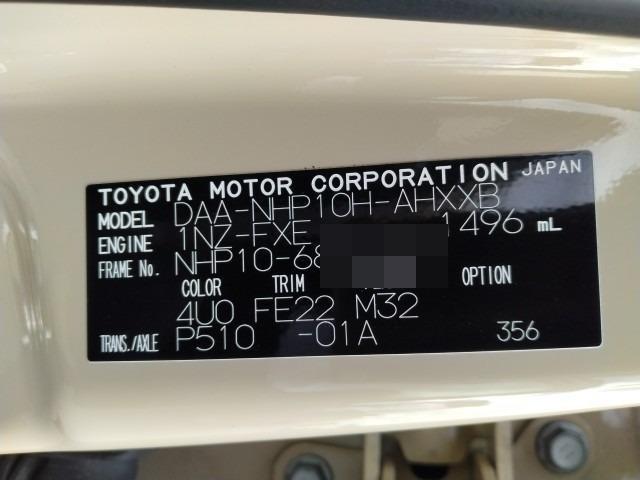 TOYOTA MOTOR CORPORATION JAPAN
MODEL DAA-NHP10H-AHXXB
ENGINE 1NZ-FXE 1496 mL
FRAME No. NHP10-68
COLOR TRIM OPTION
4U0 FE22 M32
TRANS./AXLE P510 -01A 356